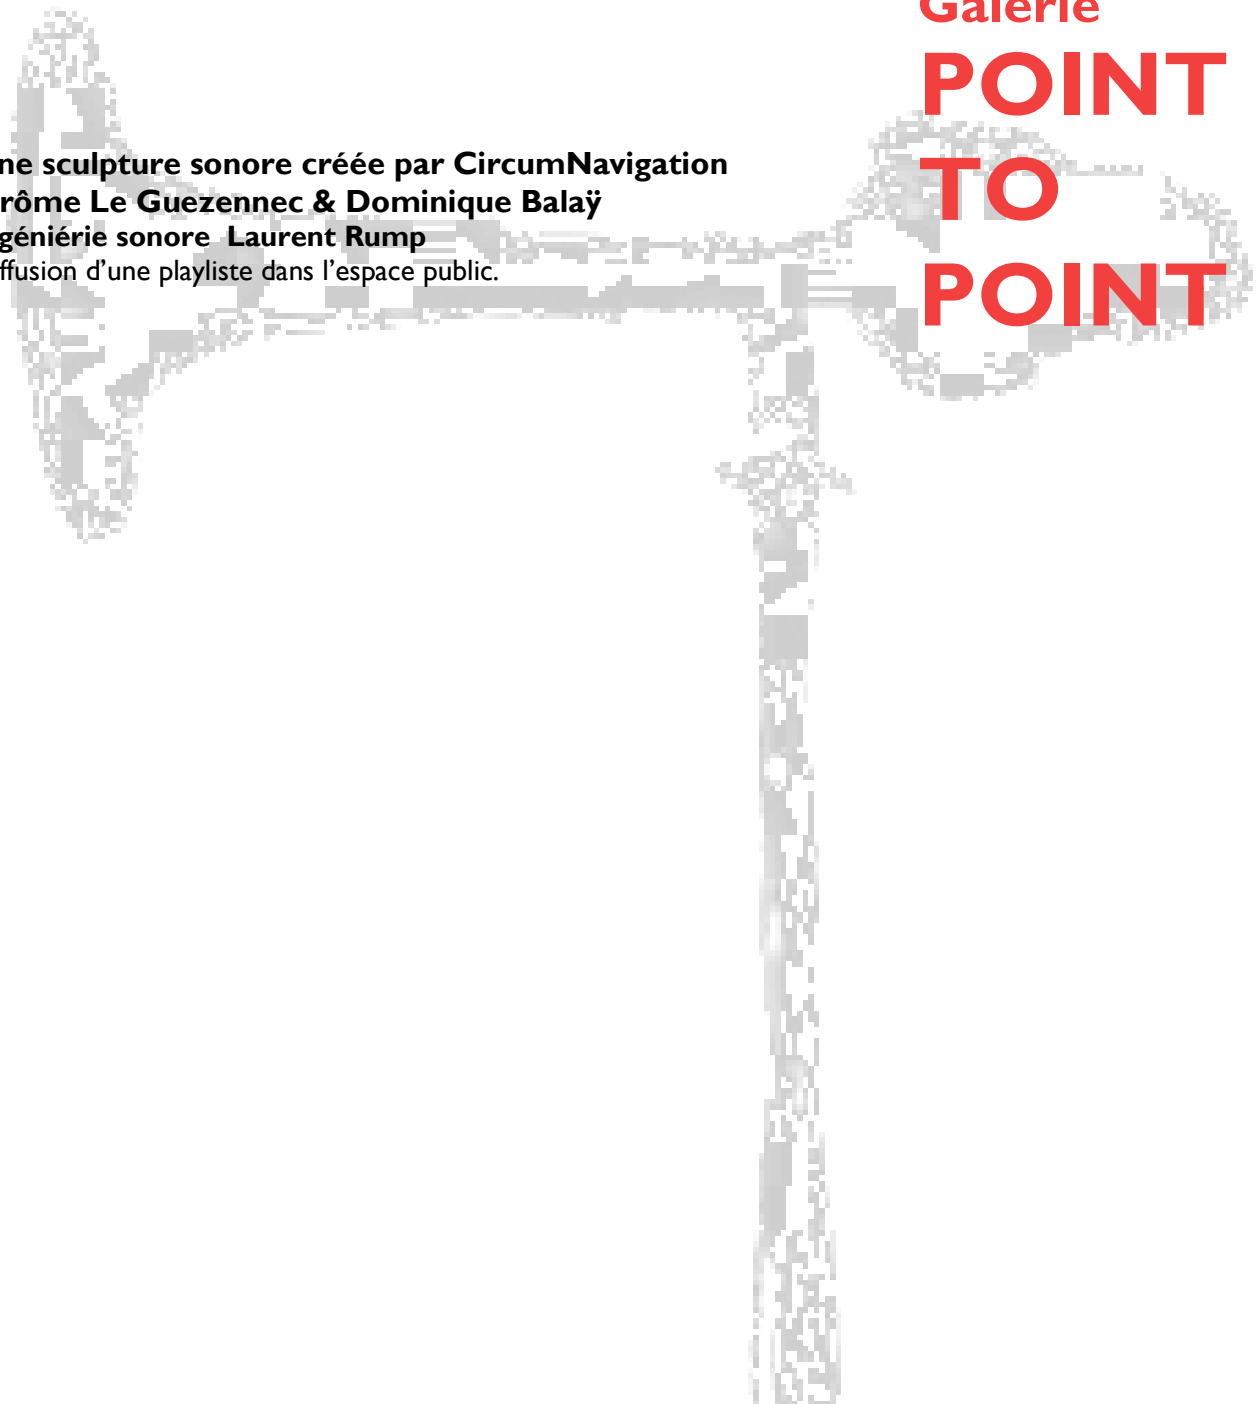 Galerie
POINT
TO
POINT
ne sculpture sonore créée par CircumNavigation
rôme Le Guezennec & Dominique Balaÿ
géniérie sonore Laurent Rump
ffusion d’une playliste dans l’espace public.